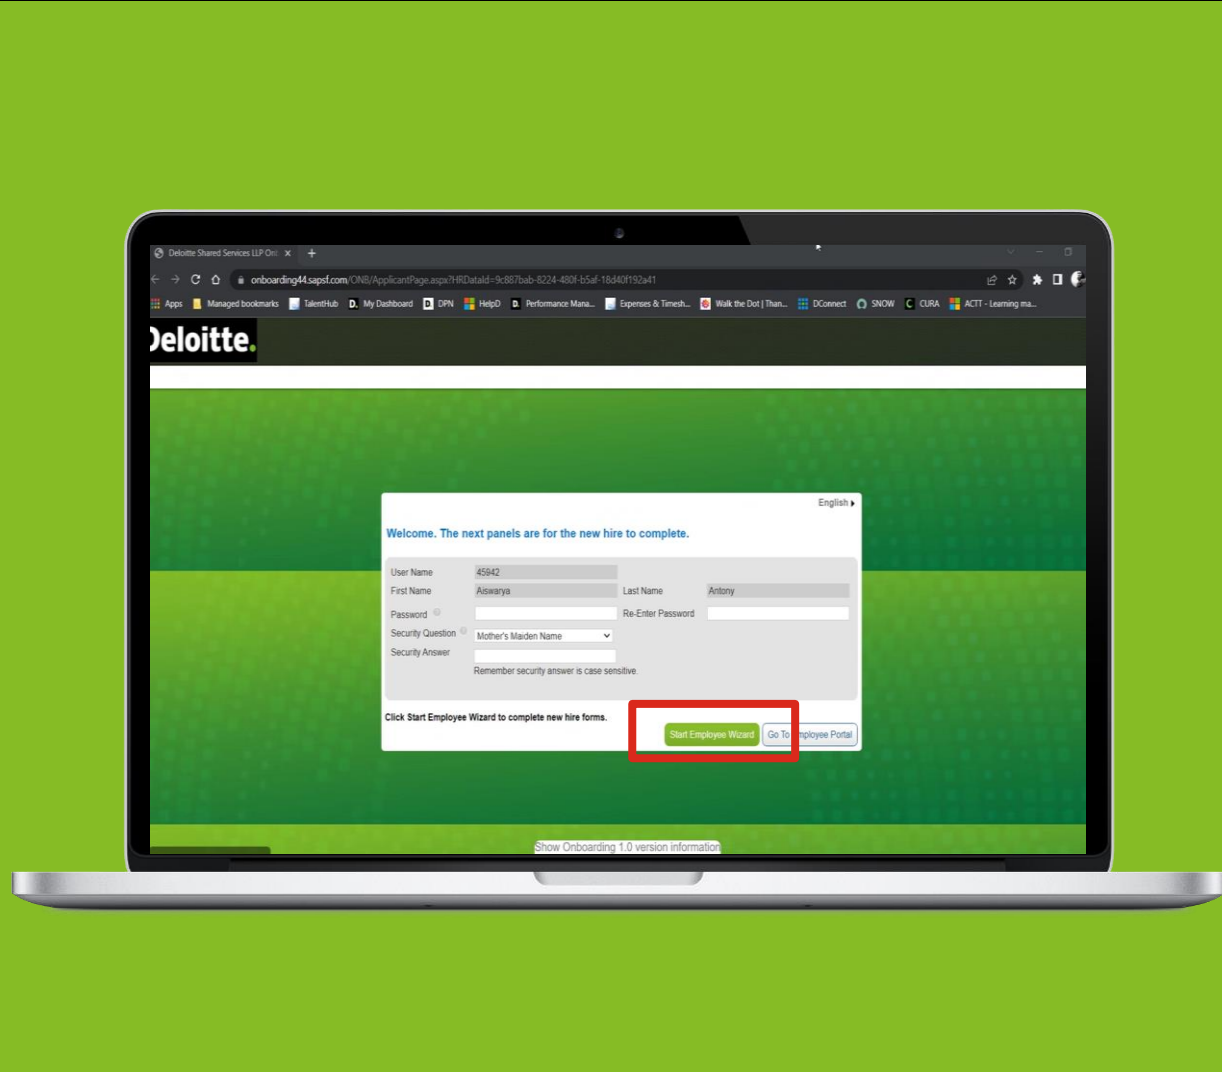 Deloitte Shared Services LLP Onb
onboarding44.sapsf.com/ONB/ApplicantPage.aspx?HRDataId=9c887bab-8224-480f-b5af-18d40f192a41
Apps Managed bookmarks TalentHub D. My Dashboard D. DPN HelpD D. Performance Mana... Expenses & Timesh... Walk the Dot | Than... DConnect SNOW C CURA ACTT - Learning ma...
Deloitte.
English
Welcome. The next panels are for the new hire to complete.
User Name 45942
First Name Aiswarya Last Name Antony
Password Re-Enter Password
Security Question Mother's Maiden Name
Security Answer
Remember security answer is case sensitive.
Click Start Employee Wizard to complete new hire forms.
Start Employee Wizard Go To Employee Portal
Show Onboarding 1.0 version information